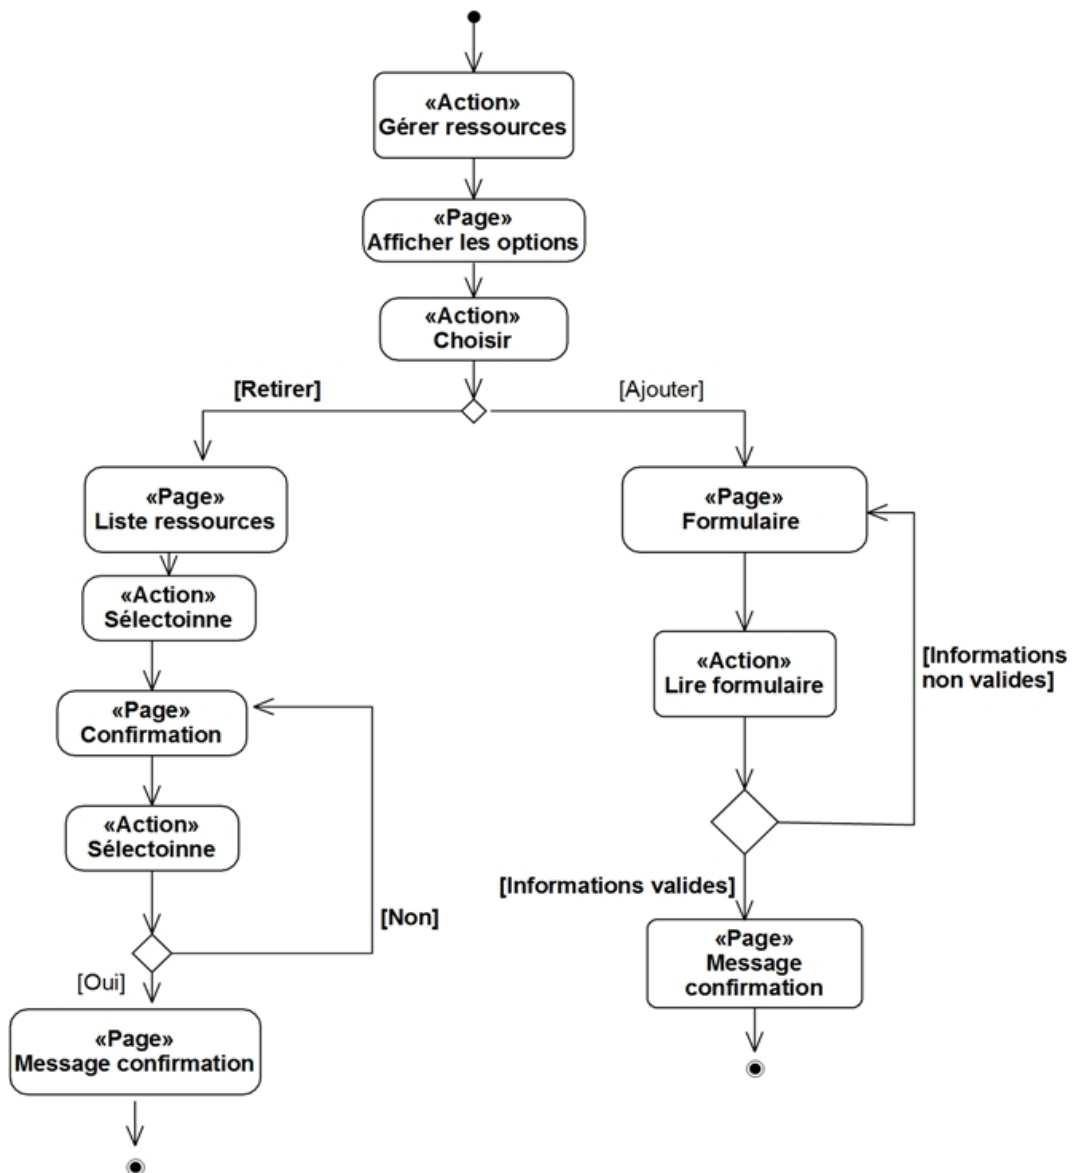 «Action»
Gérer ressources
«Page»
Afficher les options
«Action»
Choisir
[Retirer]
[Ajouter]
«Page»
Liste ressources
«Action»
Sélectoinne
«Page»
Confirmation
«Action»
Sélectoinne
[Non]
[Oui]
«Page»
Message confirmation
«Page»
Formulaire
«Action»
Lire formulaire
[Informations
non valides]
[Informations valides]
«Page»
Message
confirmation